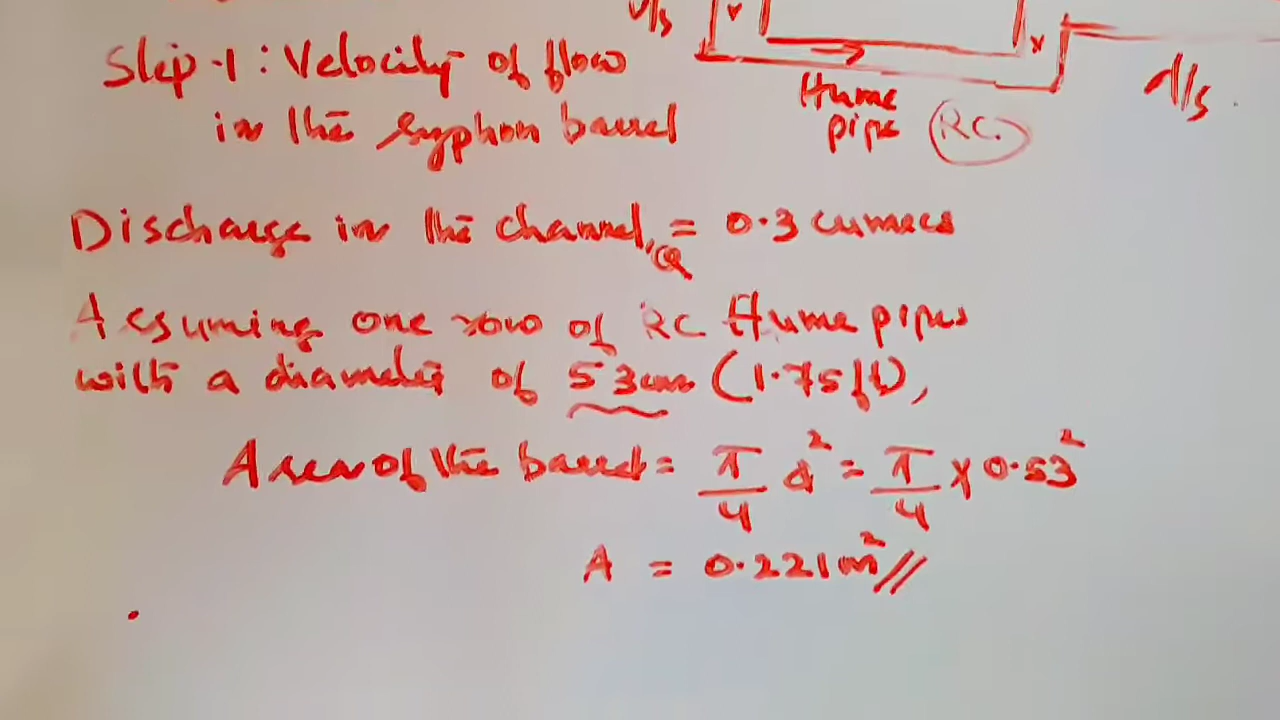 U/s
Step-1: Velocity of flow
in the syphon barrel
Hume
pipe RC.
d/s.
Discharge in the channel, Q = 0.3 cumecs
Assuming one row of RC Hume pipes
with a diameter of 53cm (1.75ft),
Area of the barrel = π/4 d² = π/4 x 0.53²
A = 0.221m² //